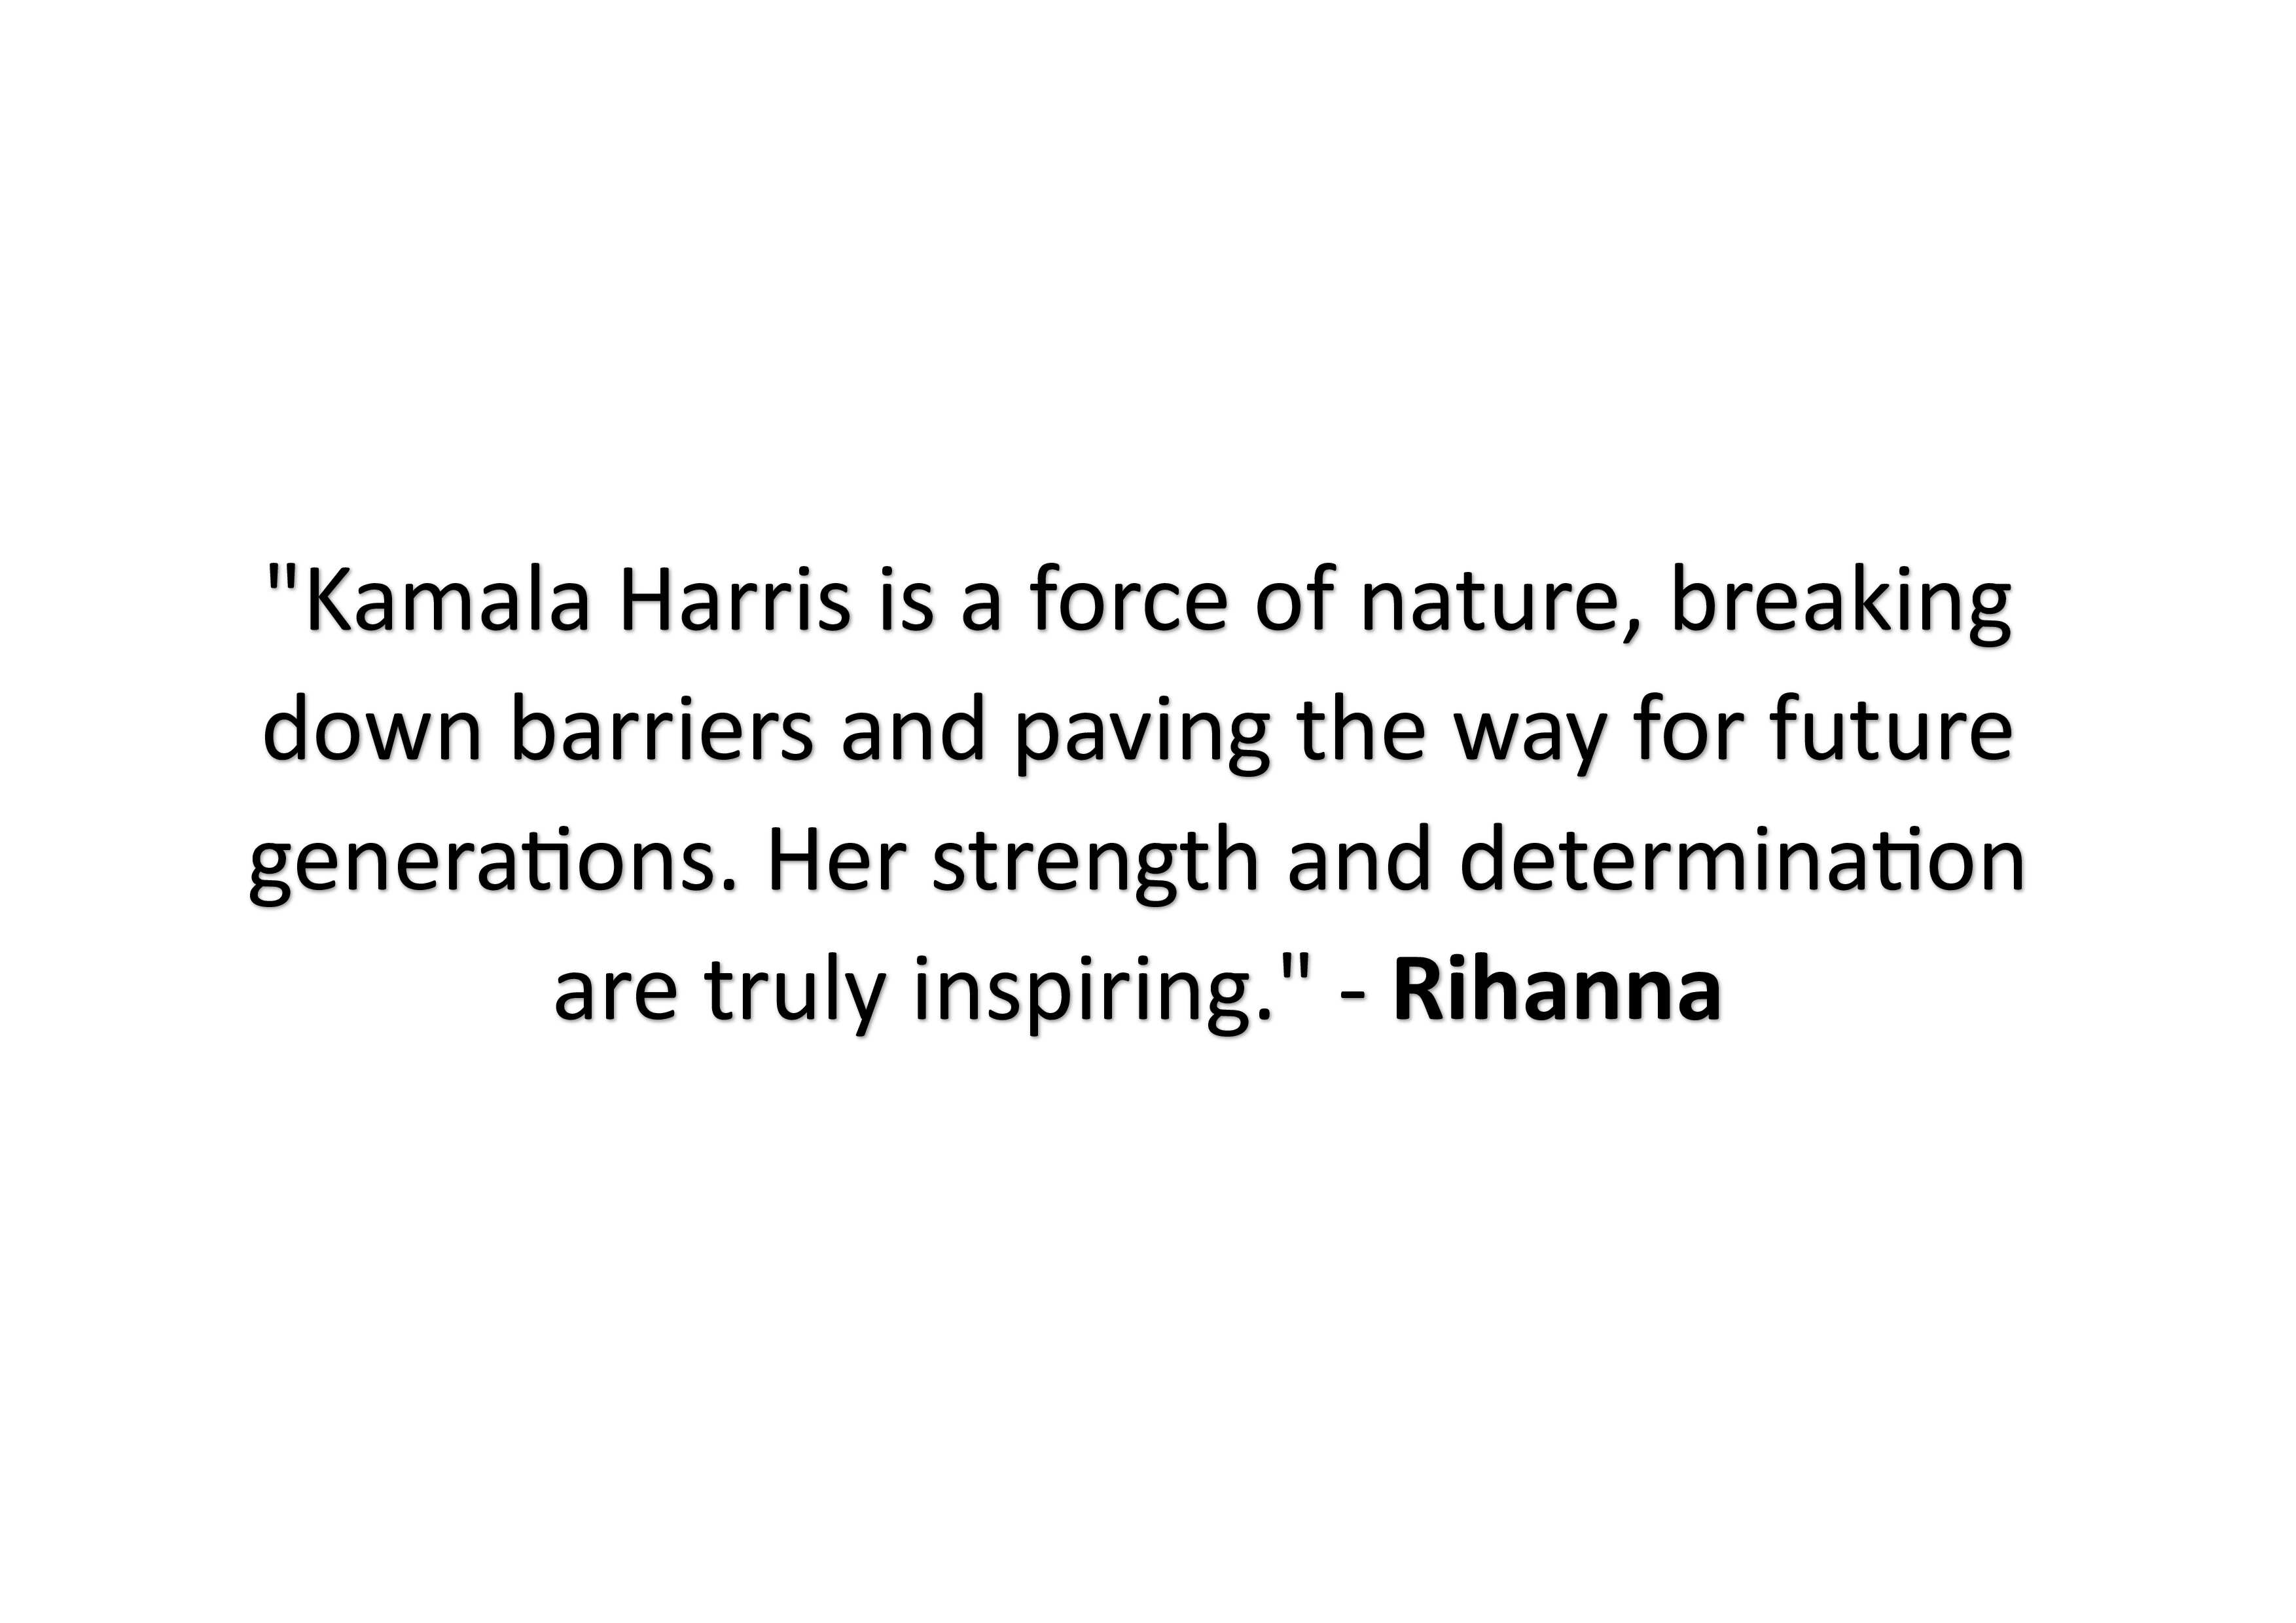 "Kamala Harris is a force of nature, breaking
down barriers and paving the way for future
generations. Her strength and determination
are truly inspiring." - Rihanna